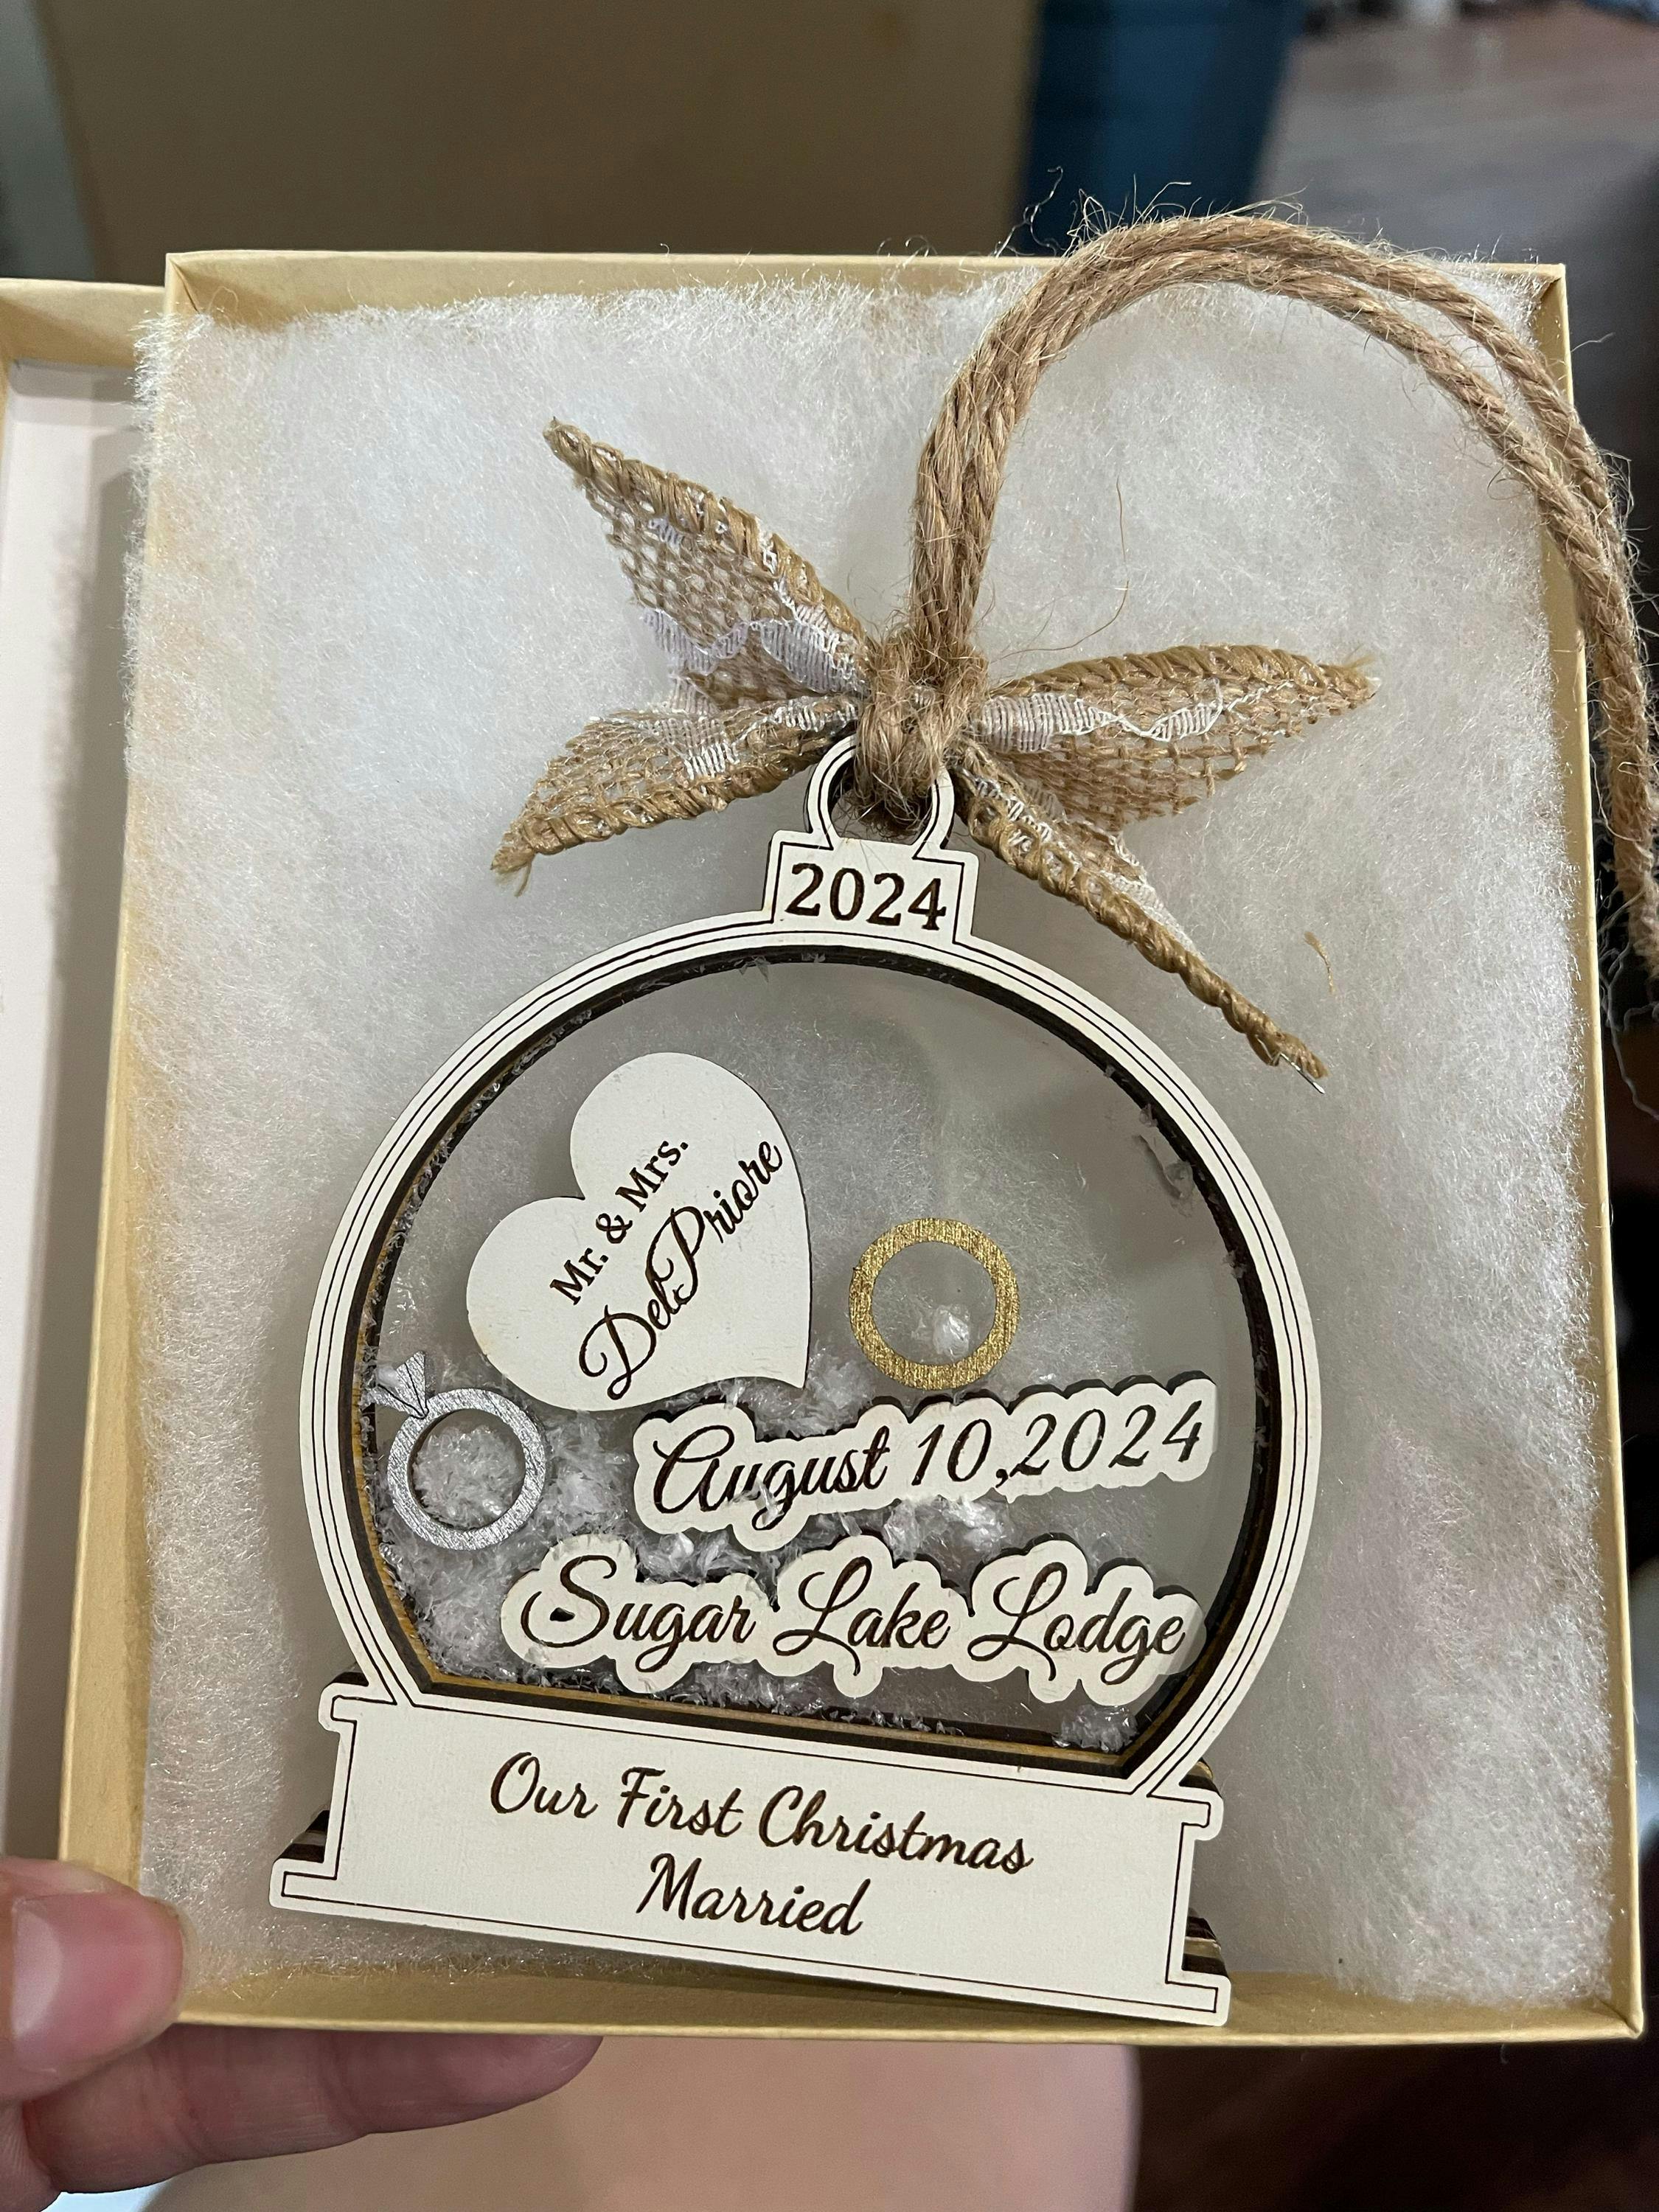 2024
Mr. & Mrs.
DelPriore
August 10,2024
Sugar Lake Lodge
Our First Christmas
Married